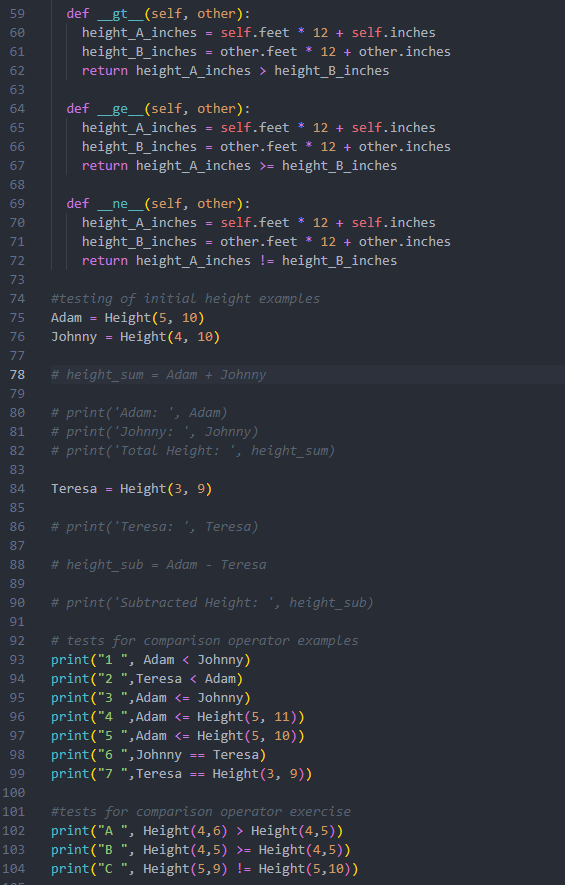 59 def __gt__(self, other):
60 height_A_inches = self.feet * 12 + self.inches
61 height_B_inches = other.feet * 12 + other.inches
62 return height_A_inches > height_B_inches
63
64 def __ge__(self, other):
65 height_A_inches = self.feet * 12 + self.inches
66 height_B_inches = other.feet * 12 + other.inches
67 return height_A_inches >= height_B_inches
68
69 def __ne__(self, other):
70 height_A_inches = self.feet * 12 + self.inches
71 height_B_inches = other.feet * 12 + other.inches
72 return height_A_inches != height_B_inches
73
74 #testing of initial height examples
75 Adam = Height(5, 10)
76 Johnny = Height(4, 10)
77
78 # height_sum = Adam + Johnny
79
80 # print('Adam: ', Adam)
81 # print('Johnny: ', Johnny)
82 # print('Total Height: ', height_sum)
83
84 Teresa = Height(3, 9)
85
86 # print('Teresa: ', Teresa)
87
88 # height_sub = Adam - Teresa
89
90 # print('Subtracted Height: ', height_sub)
91
92 # tests for comparison operator examples
93 print("1 ", Adam < Johnny)
94 print("2 ",Teresa < Adam)
95 print("3 ",Adam <= Johnny)
96 print("4 ",Adam <= Height(5, 11))
97 print("5 ",Adam <= Height(5, 10))
98 print("6 ",Johnny == Teresa)
99 print("7 ",Teresa == Height(3, 9))
100
101 #tests for comparison operator exercise
102 print("A ", Height(4,6) > Height(4,5))
103 print("B ", Height(4,5) >= Height(4,5))
104 print("C ", Height(5,9) != Height(5,10))